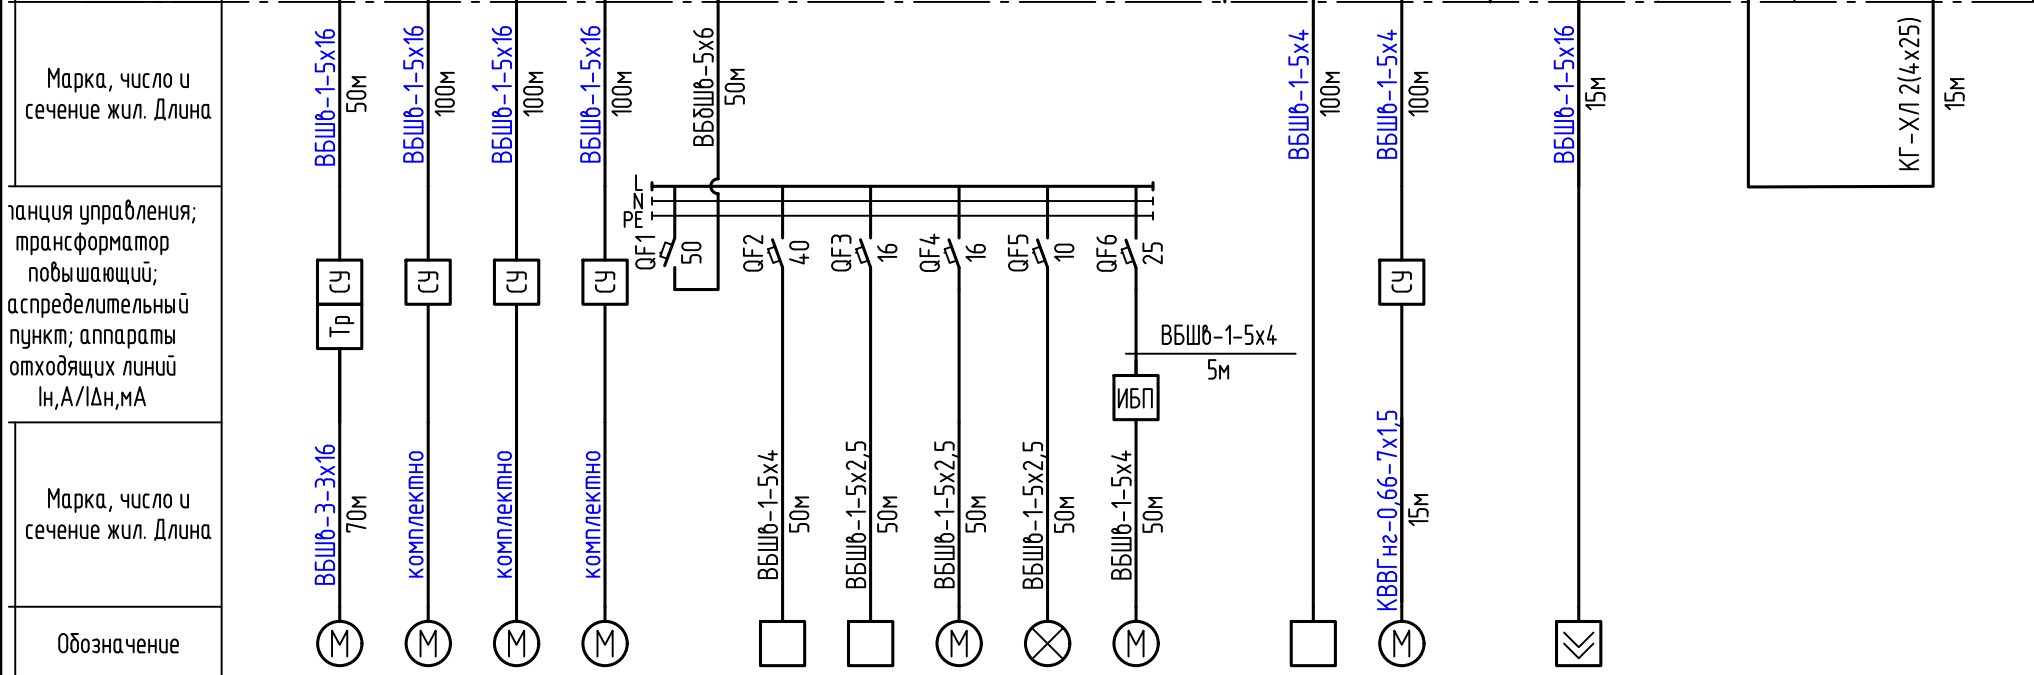 Марка, число и
сечение жил. Длина
ВБШв-1-5х16
50м
ВБШв-1-5х16
100м
ВБШв-1-5х16
100м
ВБШв-1-5х16
100м
ВБбШв-5х6
50м
ВБШв-1-5х4
100м
ВБШв-1-5х4
100м
ВБШв-1-5х16
15м
КГ-ХЛ 2(4х25)
15м
танция управления;
трансформатор
повышающий;
аспределительный
пункт; аппараты
отходящих линий
Iн,А/IΔн,мА
СУ
Тр
СУ
СУ
СУ
L
N
PE
QF1
50
QF2
40
QF3
16
QF4
16
QF5
10
QF6
25
СУ
ВБШв-1-5х4
5м
ИБП
Марка, число и
сечение жил. Длина
ВБШв-3-3х16
70м
комплектно
комплектно
комплектно
ВБШв-1-5х4
50м
ВБШв-1-5х2,5
50м
ВБШв-1-5х2,5
50м
ВБШв-1-5х2,5
50м
ВБШв-1-5х4
50м
КВВГнг-0,66-7х1,5
15м
Обозначение
М
М
М
М
М
М
М